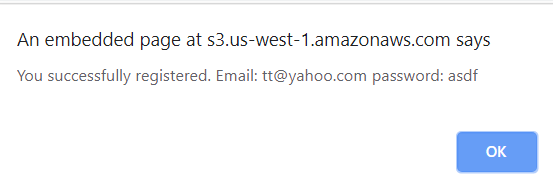 An embedded page at s3.us-west-1.amazonaws.com says
You successfully registered. Email: tt@yahoo.com password: asdf
OK